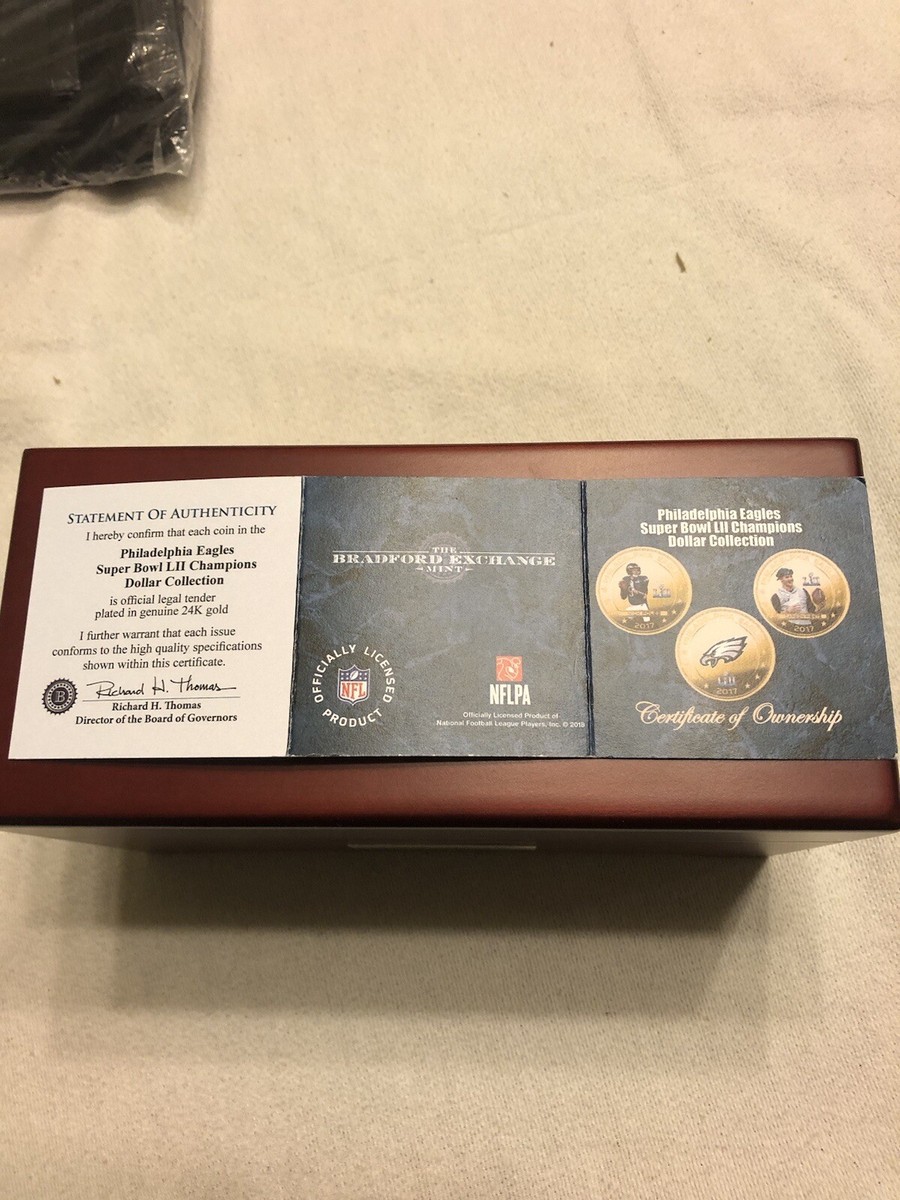 STATEMENT OF AUTHENTICITY
I hereby confirm that each coin in the
Philadelphia Eagles
Super Bowl LII Champions
Dollar Collection
is official legal tender
plated in genuine 24K gold
I further warrant that each issue
conforms to the high quality specifications
shown within this certificate.
Richard H. Thomas
B
Richard H. Thomas
Director of the Board of Governors
THE
BRADFORD EXCHANGE
MINT
OFFICIALLY LICENSED
NFL
PRODUCT
NFLPA
Officially Licensed Product of
National Football League Players, Inc. © 2019
Philadelphia Eagles
Super Bowl LII Champions
Dollar Collection
LII
2017
LII
2017
LII
2017
Certificate of Ownership